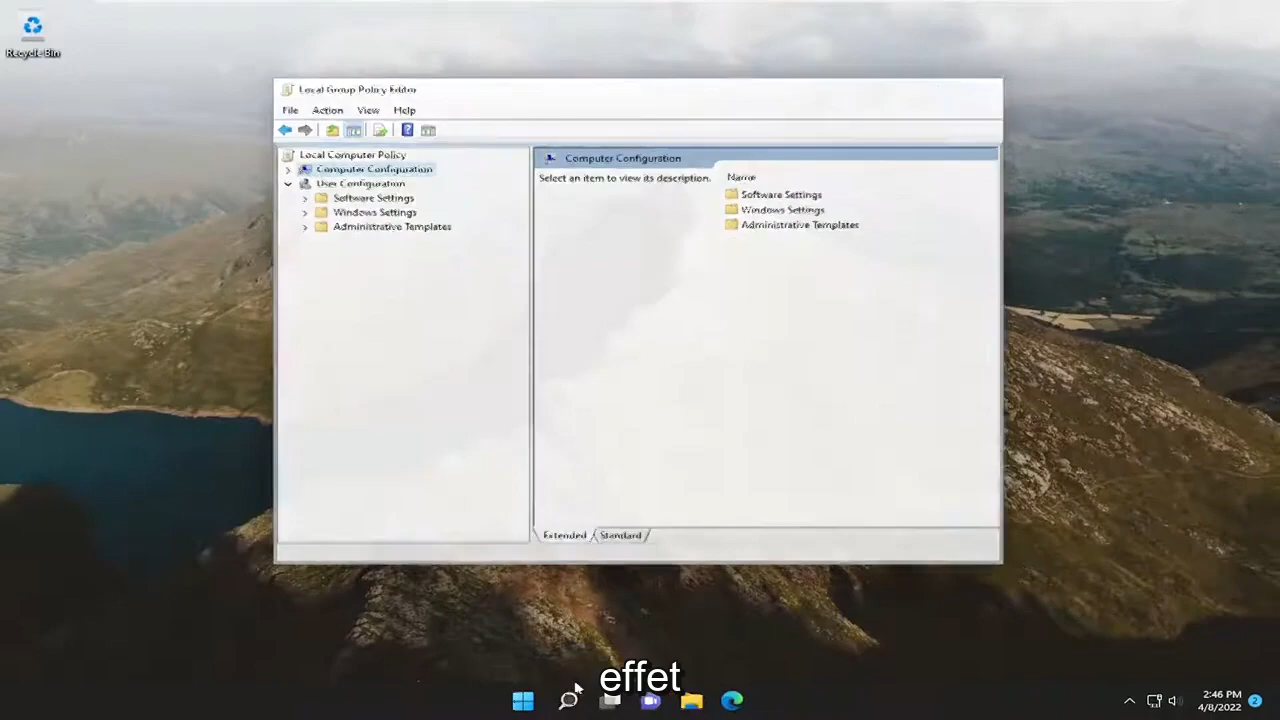 Recycle Bin
Local Group Policy Editor
File Action View Help
Local Computer Policy
Computer Configuration
User Configuration
Software Settings
Windows Settings
Administrative Templates
Computer Configuration
Select an item to view its description.
Name
Software Settings
Windows Settings
Administrative Templates
Extended
Standard
effet
2:46 PM
4/8/2022
2